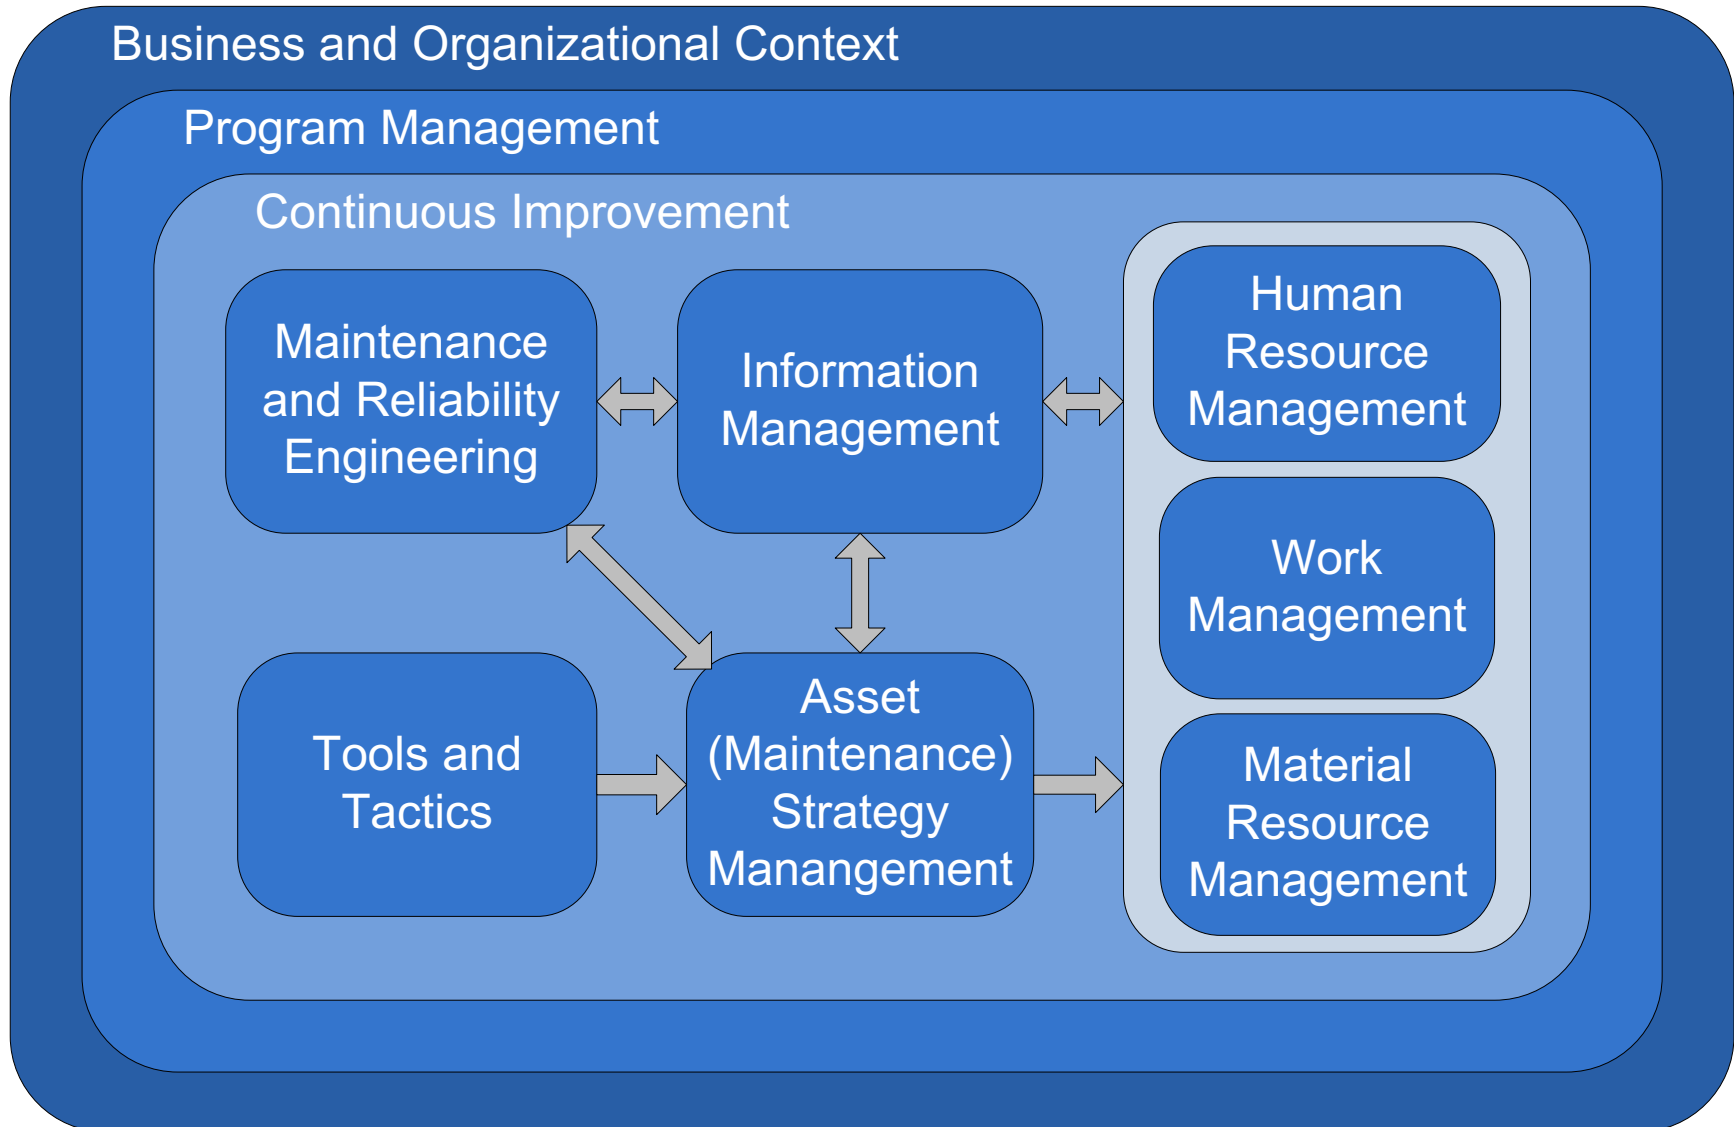 Business and Organizational Context
Program Management
Continuous Improvement
Maintenance
and Reliability
Engineering
Information
Management
Human
Resource
Management
Work
Management
Tools and
Tactics
Asset
(Maintenance)
Strategy
Manangement
Material
Resource
Management